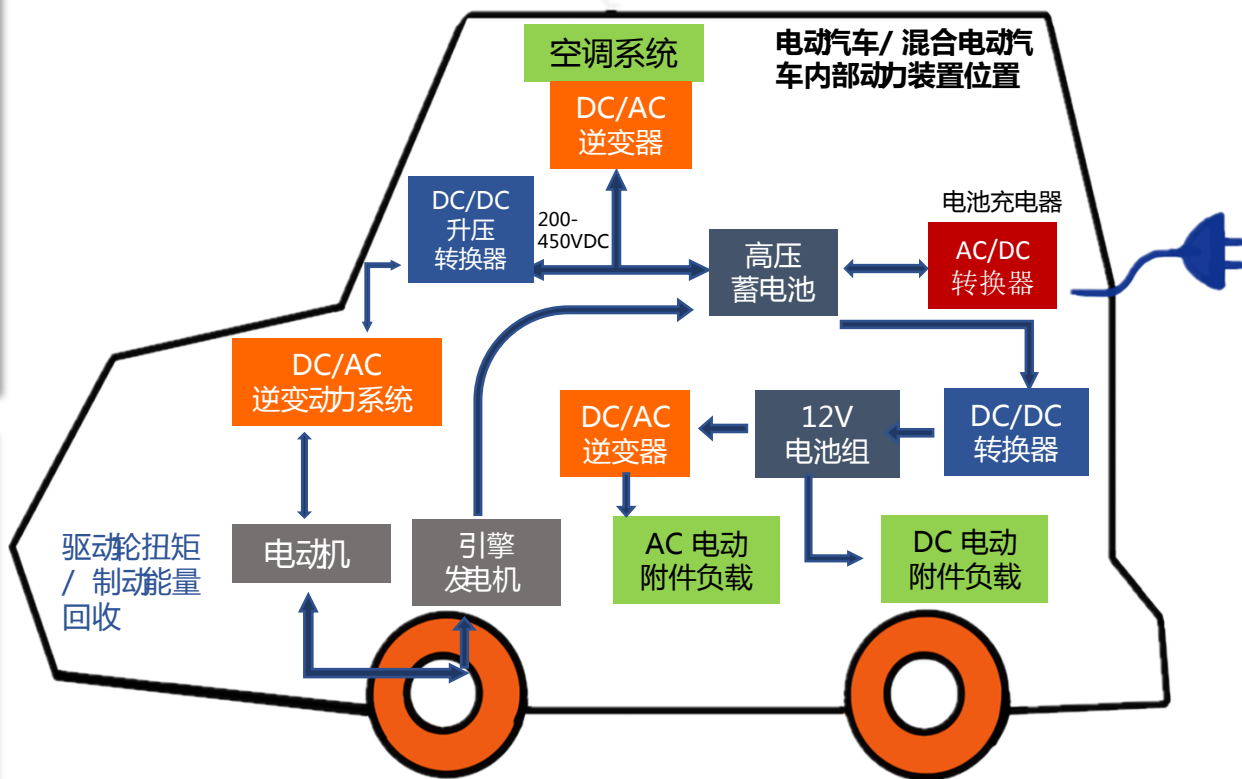 空调系统
电动汽车/ 混合电动汽
车内部动力装置位置
DC/AC
逆变器
DC/DC
升压
转换器
200-
450VDC
高压
蓄电池
电池充电器
AC/DC
转换器
DC/AC
逆变动力系统
DC/AC
逆变器
12V
电池组
DC/DC
转换器
驱动轮扭矩
/ 制动能量
回收
电动机
引擎
发电机
AC 电动
附件负载
DC 电动
附件负载